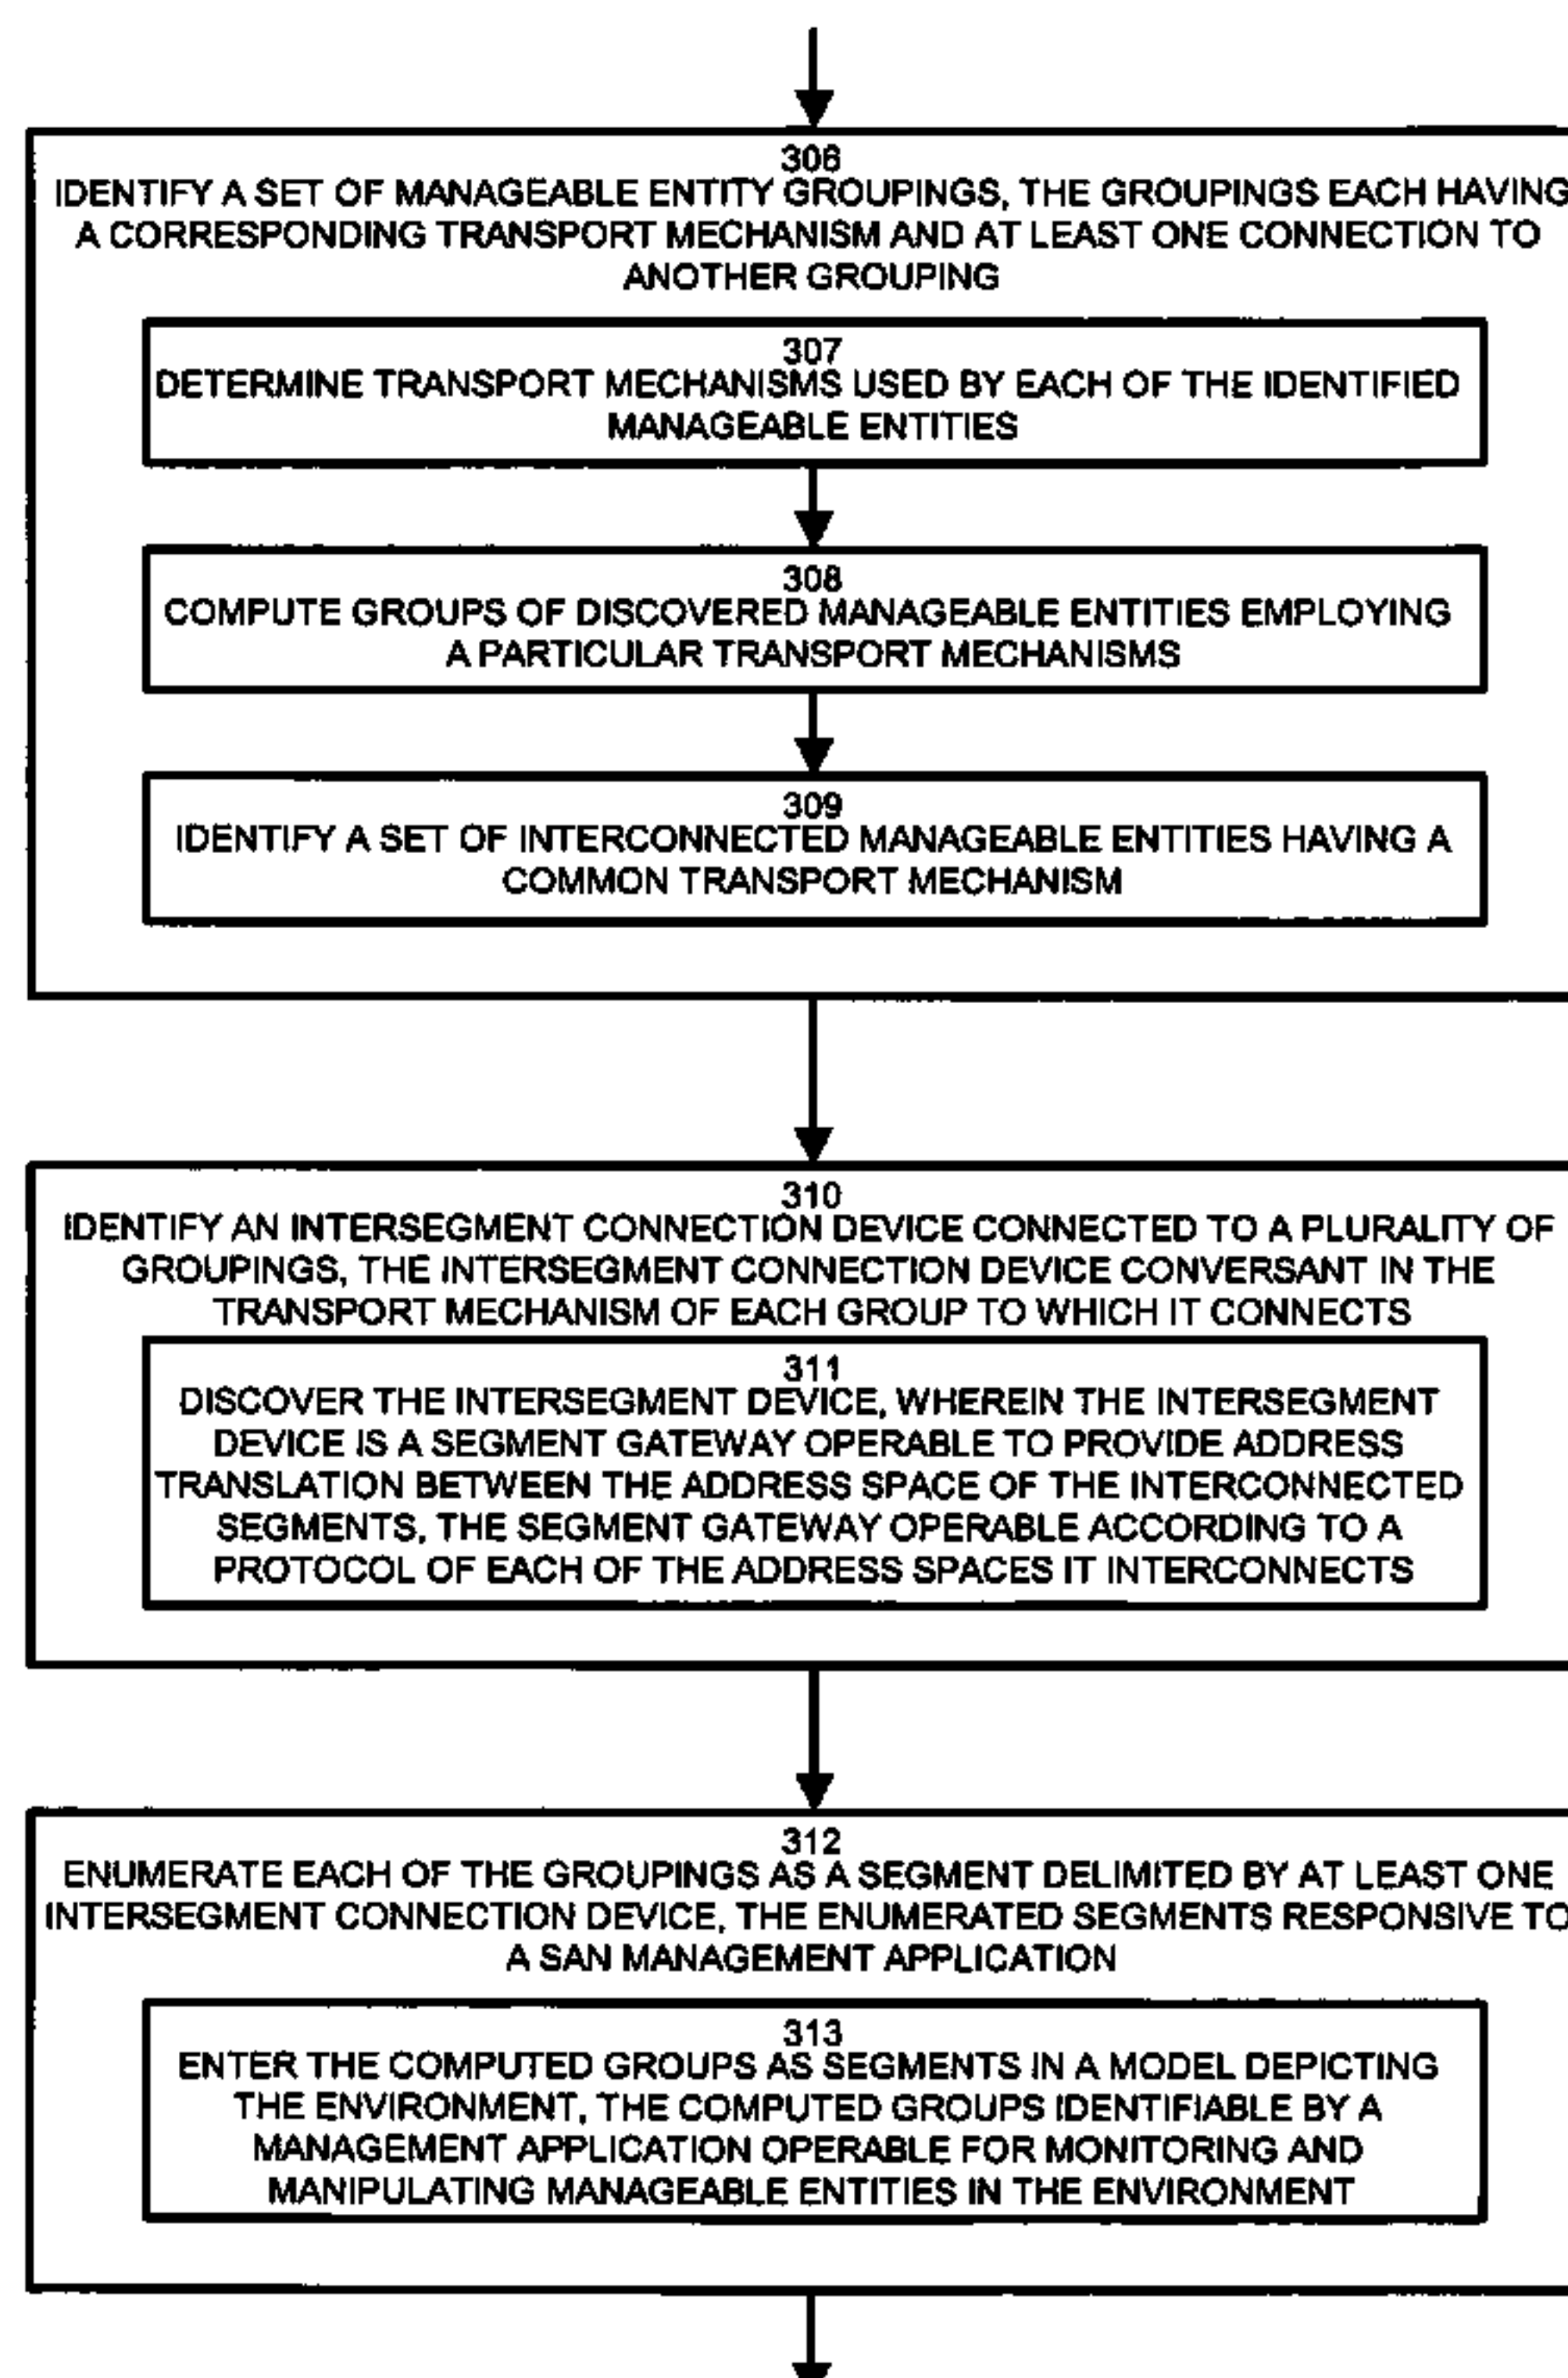 306
IDENTIFY A SET OF MANAGEABLE ENTITY GROUPINGS, THE GROUPINGS EACH HAVING
A CORRESPONDING TRANSPORT MECHANISM AND AT LEAST ONE CONNECTION TO
ANOTHER GROUPING
307
DETERMINE TRANSPORT MECHANISMS USED BY EACH OF THE IDENTIFIED
MANAGEABLE ENTITIES
308
COMPUTE GROUPS OF DISCOVERED MANAGEABLE ENTITIES EMPLOYING
A PARTICULAR TRANSPORT MECHANISMS
309
IDENTIFY A SET OF INTERCONNECTED MANAGEABLE ENTITIES HAVING A
COMMON TRANSPORT MECHANISM
310
IDENTIFY AN INTERSEGMENT CONNECTION DEVICE CONNECTED TO A PLURALITY OF
GROUPINGS, THE INTERSEGMENT CONNECTION DEVICE CONVERSANT IN THE
TRANSPORT MECHANISM OF EACH GROUP TO WHICH IT CONNECTS
311
DISCOVER THE INTERSEGMENT DEVICE, WHEREIN THE INTERSEGMENT
DEVICE IS A SEGMENT GATEWAY OPERABLE TO PROVIDE ADDRESS
TRANSLATION BETWEEN THE ADDRESS SPACE OF THE INTERCONNECTED
SEGMENTS, THE SEGMENT GATEWAY OPERABLE ACCORDING TO A
PROTOCOL OF EACH OF THE ADDRESS SPACES IT INTERCONNECTS
312
ENUMERATE EACH OF THE GROUPINGS AS A SEGMENT DELIMITED BY AT LEAST ONE
INTERSEGMENT CONNECTION DEVICE, THE ENUMERATED SEGMENTS RESPONSIVE TO
A SAN MANAGEMENT APPLICATION
313
ENTER THE COMPUTED GROUPS AS SEGMENTS IN A MODEL DEPICTING
THE ENVIRONMENT, THE COMPUTED GROUPS IDENTIFIABLE BY A
MANAGEMENT APPLICATION OPERABLE FOR MONITORING AND
MANIPULATING MANAGEABLE ENTITIES IN THE ENVIRONMENT